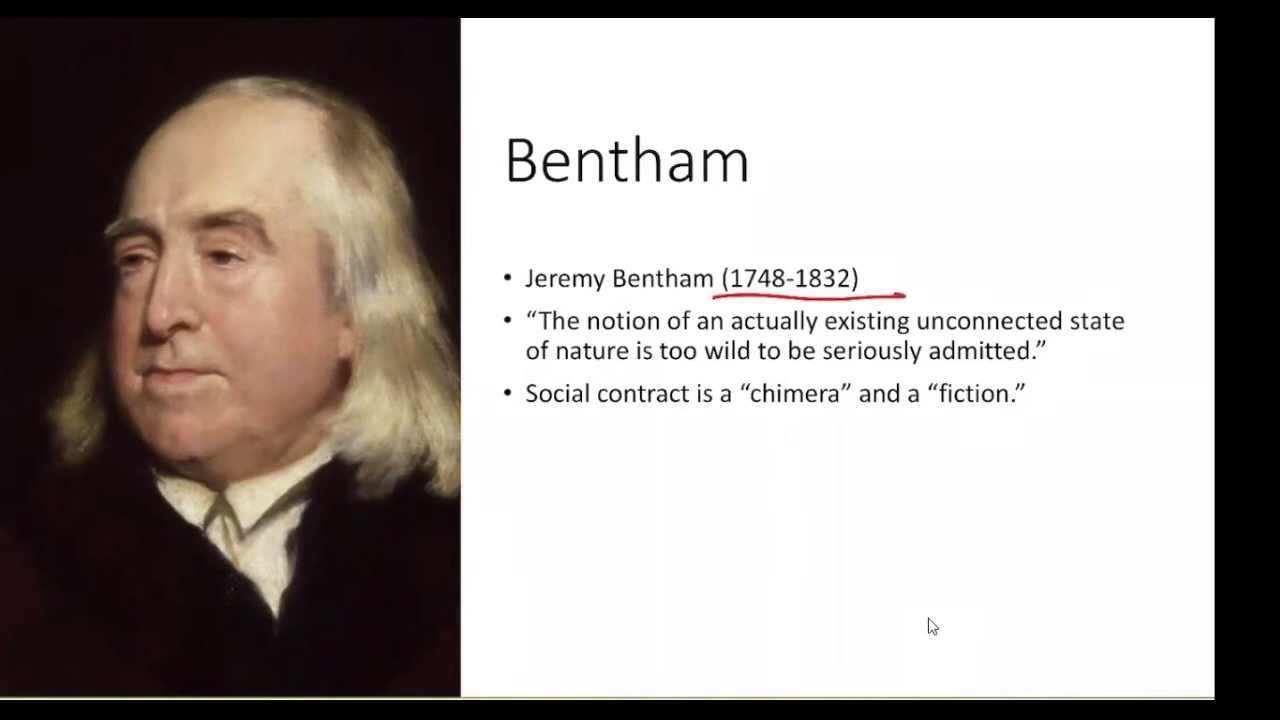 Bentham
• Jeremy Bentham (1748-1832)
• “The notion of an actually existing unconnected state
of nature is too wild to be seriously admitted.”
• Social contract is a “chimera” and a “fiction.”